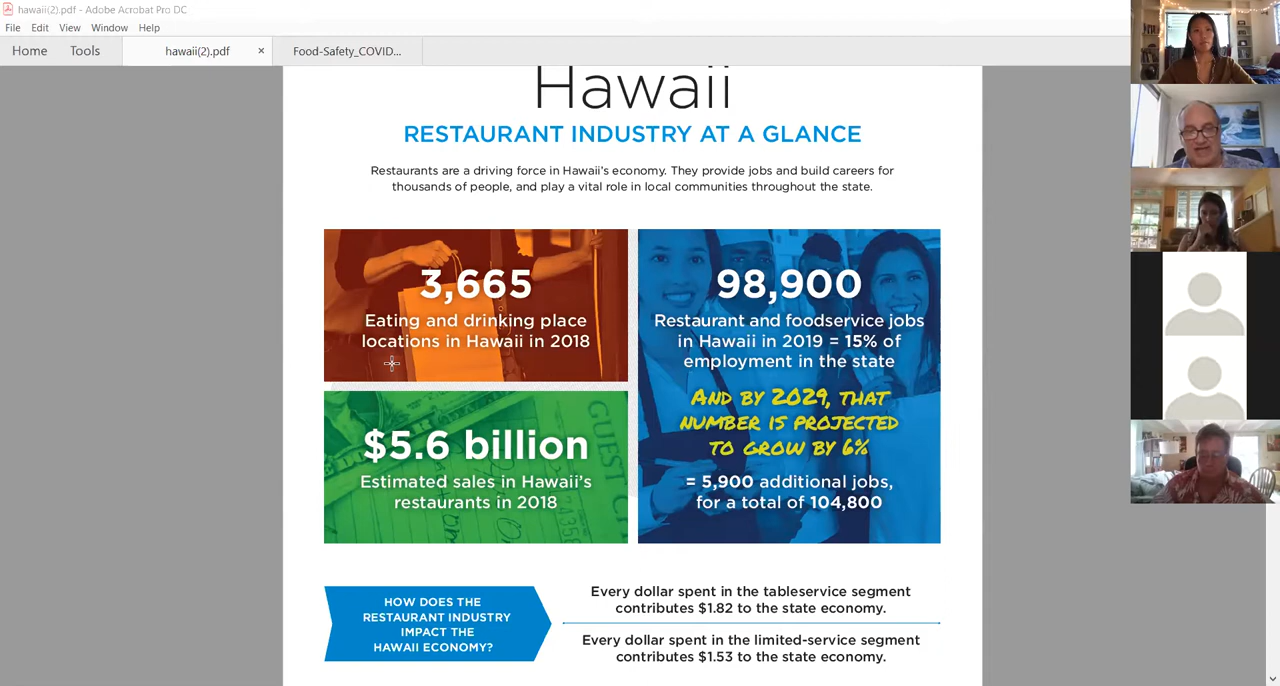 hawaii(2).pdf - Adobe Acrobat Pro DC
File Edit View Window Help
Home Tools hawaii(2).pdf × Food-Safety_COVID...
Hawaii
RESTAURANT INDUSTRY AT A GLANCE
Restaurants are a driving force in Hawaii's economy. They provide jobs and build careers for
thousands of people, and play a vital role in local communities throughout the state.
3,665
Eating and drinking place
locations in Hawaii in 2018
$5.6 billion
Estimated sales in Hawaii's
restaurants in 2018
98,900
Restaurant and foodservice jobs
in Hawaii in 2019 = 15% of
employment in the state
AND BY 2029, THAT
NUMBER IS PROJECTED
TO GROW BY 6%
= 5,900 additional jobs,
for a total of 104,800
HOW DOES THE
RESTAURANT INDUSTRY
IMPACT THE
HAWAII ECONOMY?
Every dollar spent in the tableservice segment
contributes $1.82 to the state economy.
Every dollar spent in the limited-service segment
contributes $1.53 to the state economy.